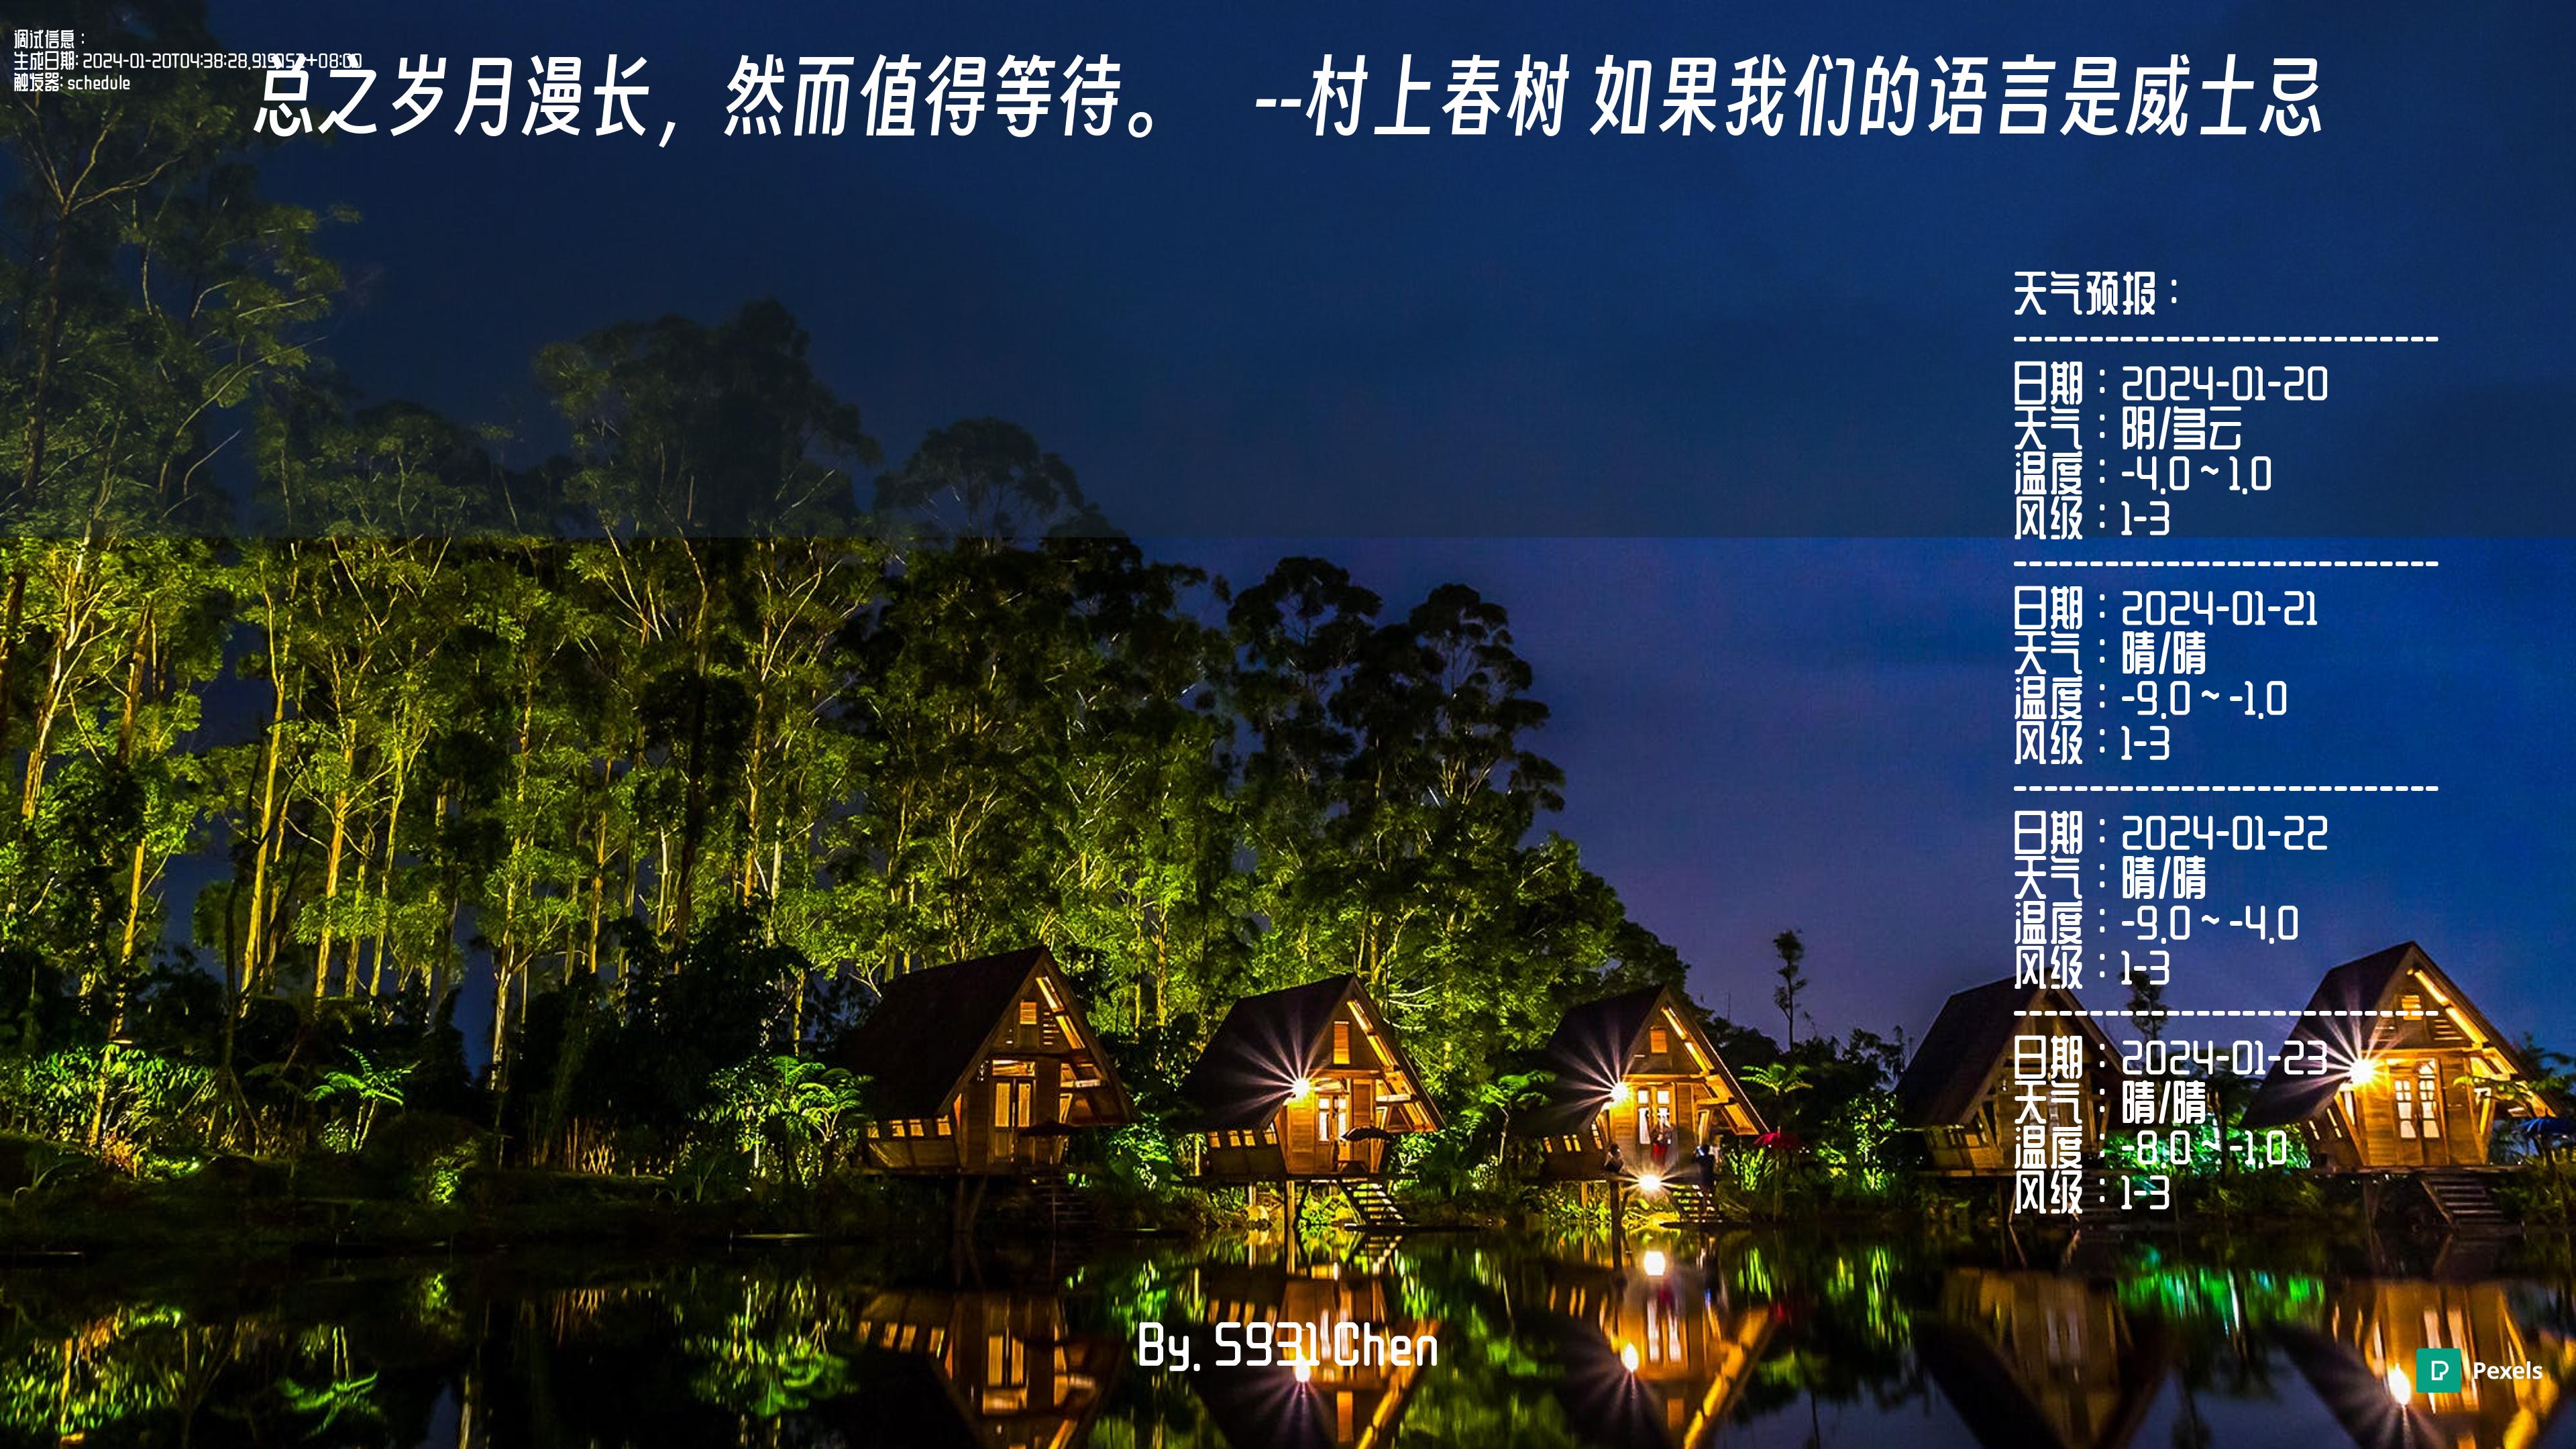 调试信息：
生成日期: 2024-01-20T04:38:28.919052+08:00
触发器: schedule
总之岁月漫长，然而值得等待。 --村上春树 如果我们的语言是威士忌
天气预报：
----------------------------
日期：2024-01-20
天气：阴/多云
温度：-4.0 ~ 1.0
风级：1-3
----------------------------
日期：2024-01-21
天气：晴/晴
温度：-9.0 ~ -1.0
风级：1-3
----------------------------
日期：2024-01-22
天气：晴/晴
温度：-9.0 ~ -4.0
风级：1-3
----------------------------
日期：2024-01-23
天气：晴/晴
温度：-8.0 ~ -1.0
风级：1-3
By. S931 Chen
Pexels